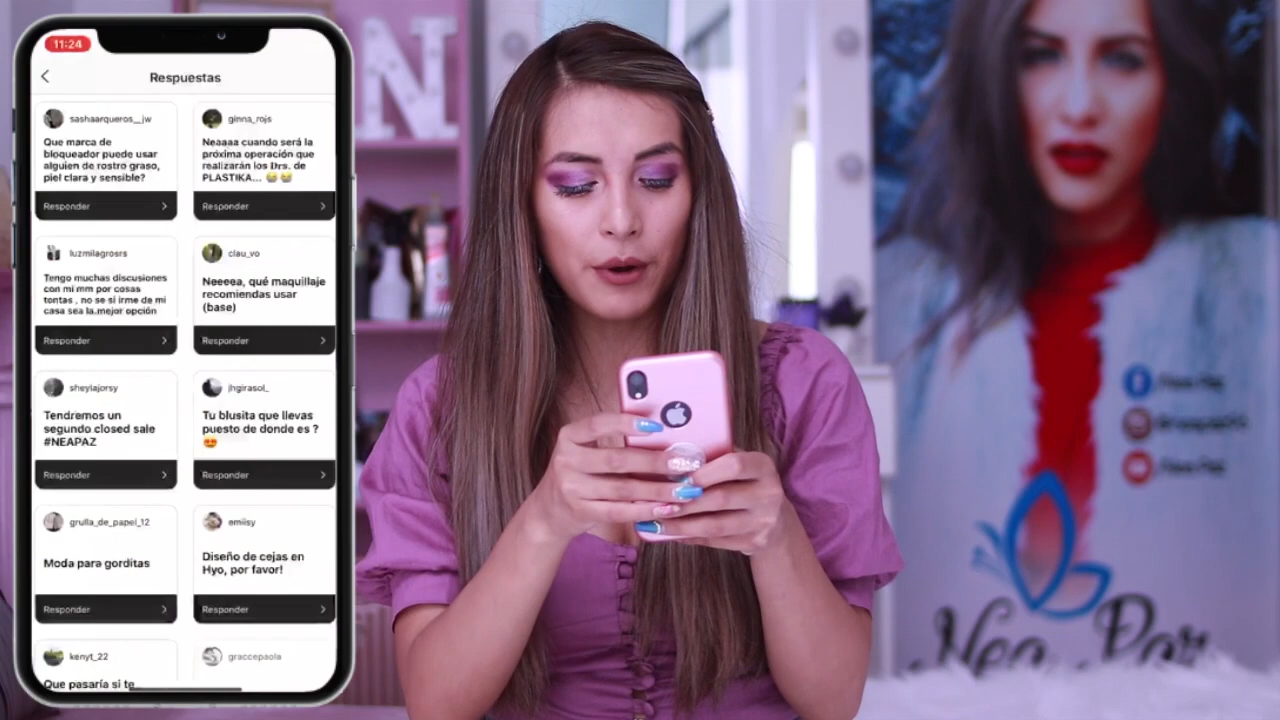 11:24
Respuestas
sashaarqueros__jw
Que marca de
bloqueador puede usar
alguien de rostro graso,
piel clara y sensible?
Responder
ginna_rojs
Neaaaa cuando será la
próxima operación que
realizarán los Drs. de
PLASTIKA... 😂😂
Responder
luzmilagrosrs
Tengo muchas discusiones
con mi mm por cosas
tontas , no se si irme de mi
casa sea la.mejor opción
Responder
clau_vo
Neeeea, qué maquillaje
recomiendas usar
(base)
Responder
sheylajorsy
Tendremos un
segundo closed sale
#NEAPAZ
Responder
jhgirasol_
Tu blusita que llevas
puesto de donde es ?
😍
Responder
grulla_de_papel_12
Moda para gorditas
Responder
emiisy
Diseño de cejas en
Hyo, por favor!
Responder
kenyt_22
Que pasaría si te
graccepaola
N
Nea Paz